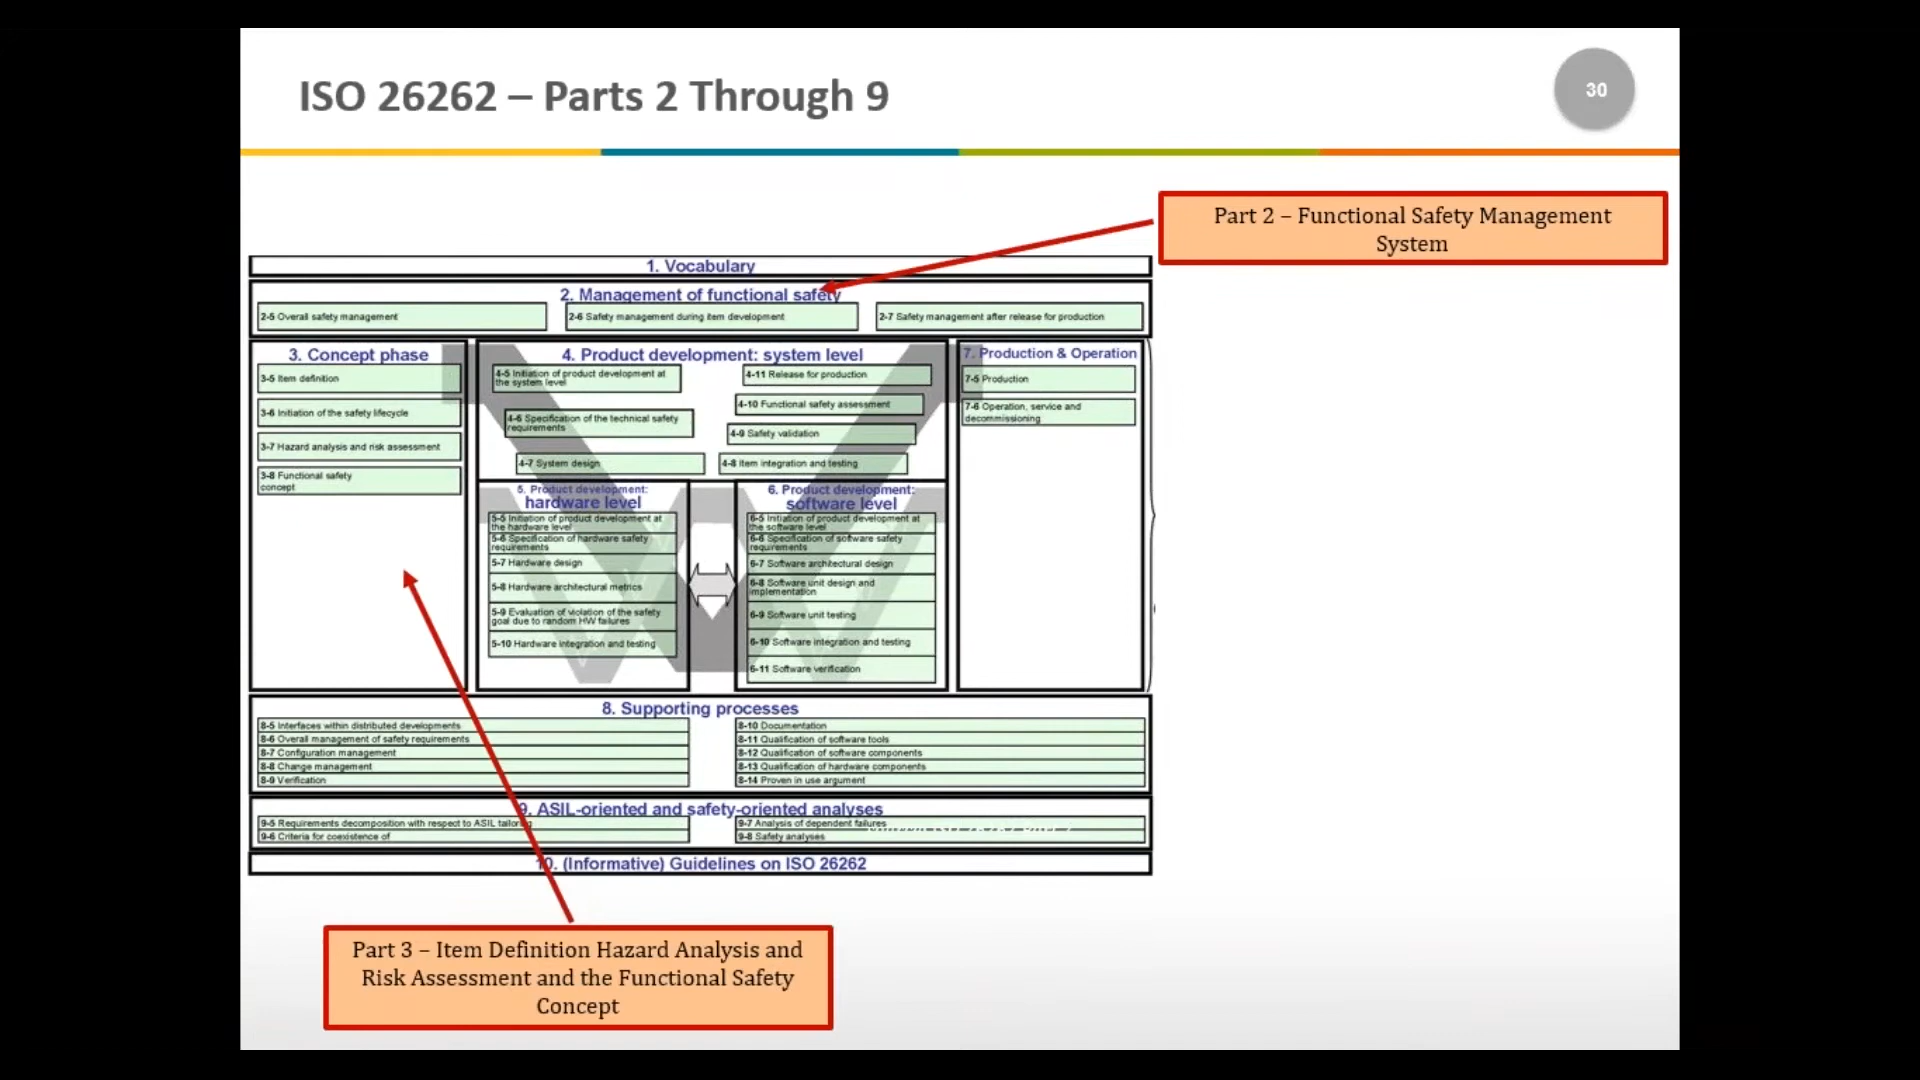 ISO 26262 – Parts 2 Through 9
30
Part 2 – Functional Safety Management
System
1. Vocabulary
2. Management of functional safety
2-5 Overall safety management
2-6 Safety management during item development
2-7 Safety management after release for production
3. Concept phase
3-5 Item definition
3-6 Initiation of the safety lifecycle
3-7 Hazard analysis and risk assessment
3-8 Functional safety
concept
4. Product development: system level
4-5 Initiation of product development at
the system level
4-6 Specification of the technical safety
requirements
4-7 System design
4-11 Release for production
4-10 Functional safety assessment
4-9 Safety validation
4-8 Item integration and testing
7. Production & Operation
7-5 Production
7-6 Operation, service and
decommissioning
5. Product development:
hardware level
5-5 Initiation of product development at
the hardware level
5-6 Specification of hardware safety
requirements
5-7 Hardware design
5-8 Hardware architectural metrics
5-9 Evaluation of violation of the safety
goal due to random HW failures
5-10 Hardware integration and testing
6. Product development:
software level
6-5 Initiation of product development at
the software level
6-6 Specification of software safety
requirements
6-7 Software architectural design
6-8 Software unit design and
implementation
6-9 Software unit testing
6-10 Software integration and testing
6-11 Software verification
8. Supporting processes
8-5 Interfaces within distributed developments
8-6 Overall management of safety requirements
8-7 Configuration management
8-8 Change management
8-9 Verification
8-10 Documentation
8-11 Qualification of software tools
8-12 Qualification of software components
8-13 Qualification of hardware components
8-14 Proven in use argument
9. ASIL-oriented and safety-oriented analyses
9-5 Requirements decomposition with respect to ASIL tailoring
9-6 Criteria for coexistence of
9-7 Analysis of dependent failures
9-8 Safety analyses
10. (Informative) Guidelines on ISO 26262
Part 3 – Item Definition Hazard Analysis and
Risk Assessment and the Functional Safety
Concept